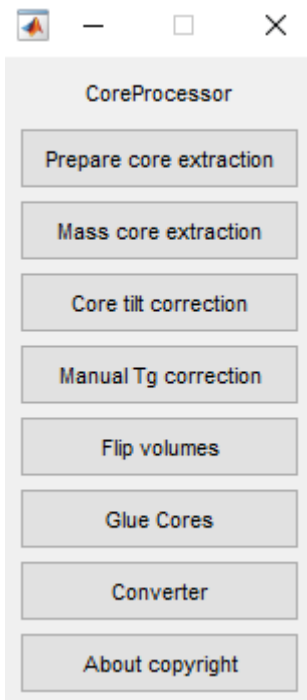 CoreProcessor
Prepare core extraction
Mass core extraction
Core tilt correction
Manual Tg correction
Flip volumes
Glue Cores
Converter
About copyright